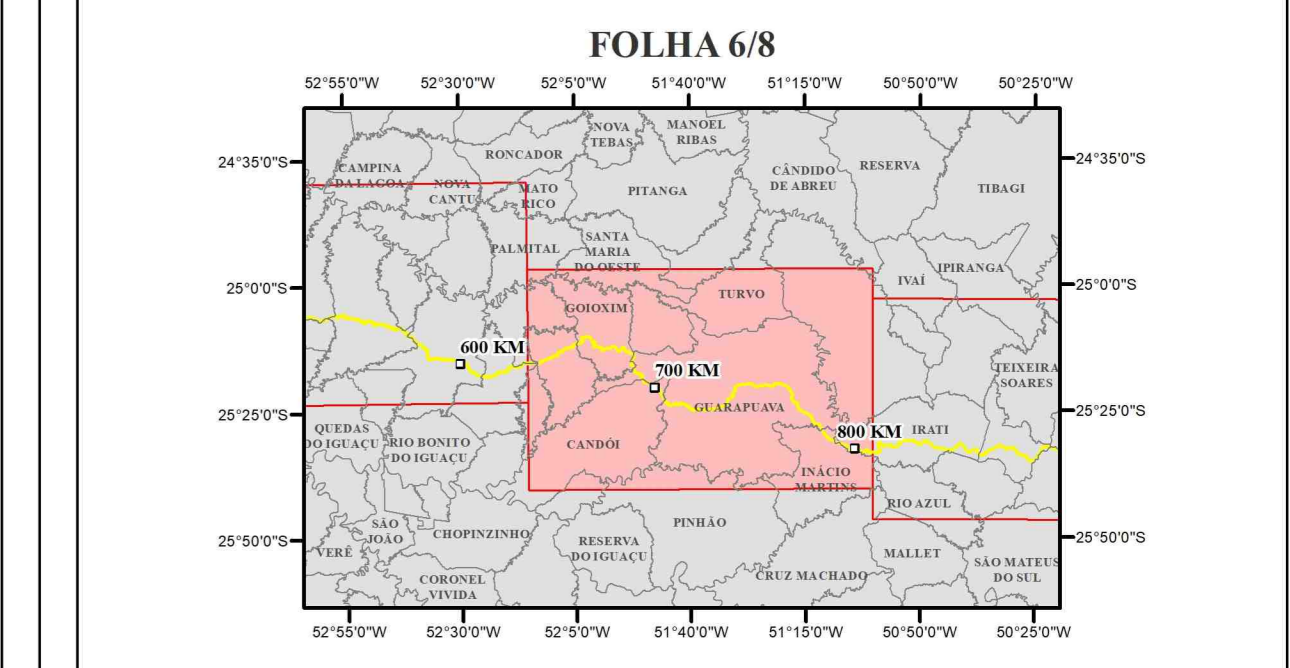 FOLHA 6/8
52°55'0"W 52°30'0"W 52°5'0"W 51°40'0"W 51°15'0"W 50°50'0"W 50°25'0"W
NOVA
TEBAS
MANOEL
RIBAS
24°35'0"S
24°35'0"S
CAMPINA
DA LAGOA
RONCADOR
NOVA
CANTU
MATO
RICO
PITANGA
CÂNDIDO
DE ABREU
RESERVA
TIBAGI
PALMITAL
SANTA
MARIA
DO OESTE
IVAÍ
IPIRANGA
25°0'0"S
25°0'0"S
GOIOXIM
TURVO
600 KM
700 KM
TEIXEIRA
SOARES
25°25'0"S
25°25'0"S
QUEDAS
DO IGUAÇU
RIO BONITO
DO IGUAÇU
CANDÓI
GUARAPUAVA
800 KM
IRATI
INÁCIO
MARTINS
RIO AZUL
SÃO
JOÃO
CHOPINZINHO
PINHÃO
25°50'0"S
25°50'0"S
VERÊ
RESERVA
DO IGUAÇU
MALLET
SÃO MATEUS
DO SUL
CORONEL
VIVIDA
CRUZ MACHADO
52°55'0"W 52°30'0"W 52°5'0"W 51°40'0"W 51°15'0"W 50°50'0"W 50°25'0"W